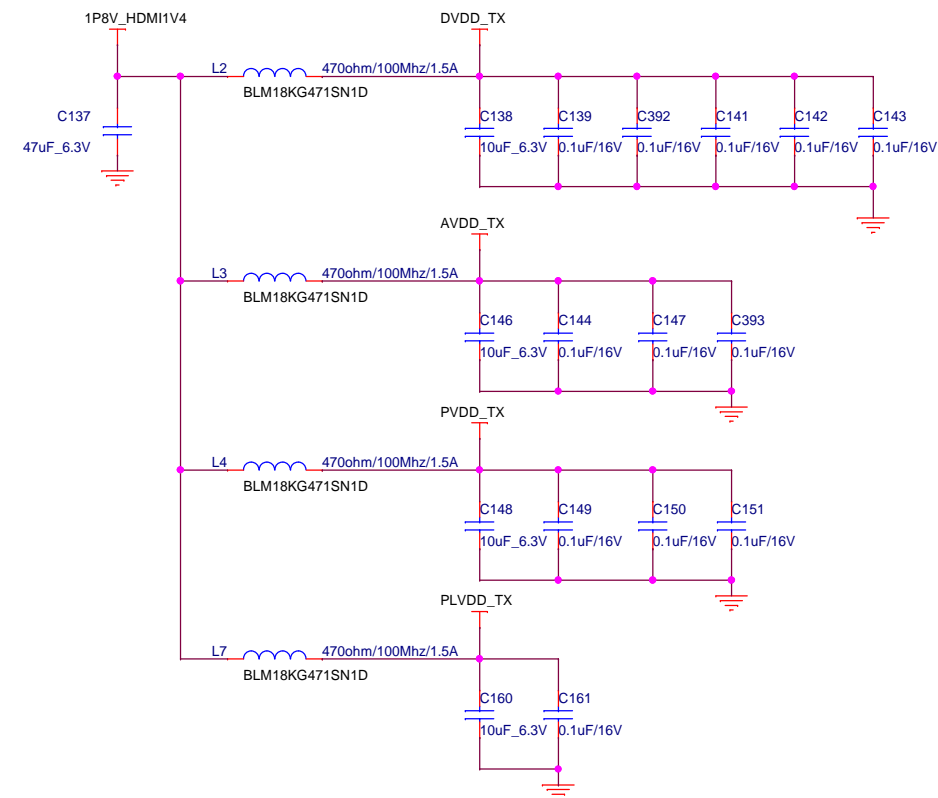 1P8V_HDMI1V4
DVDD_TX
L2
470ohm/100Mhz/1.5A
BLM18KG471SN1D
C137
47uF_6.3V
C138
C139
C392
C141
C142
C143
10uF_6.3V
0.1uF/16V
0.1uF/16V
0.1uF/16V
0.1uF/16V
0.1uF/16V
AVDD_TX
L3
470ohm/100Mhz/1.5A
BLM18KG471SN1D
C146
C144
C147
C393
10uF_6.3V
0.1uF/16V
0.1uF/16V
0.1uF/16V
PVDD_TX
L4
470ohm/100Mhz/1.5A
BLM18KG471SN1D
C148
C149
C150
C151
10uF_6.3V
0.1uF/16V
0.1uF/16V
0.1uF/16V
PLVDD_TX
L7
470ohm/100Mhz/1.5A
BLM18KG471SN1D
C160
C161
10uF_6.3V
0.1uF/16V